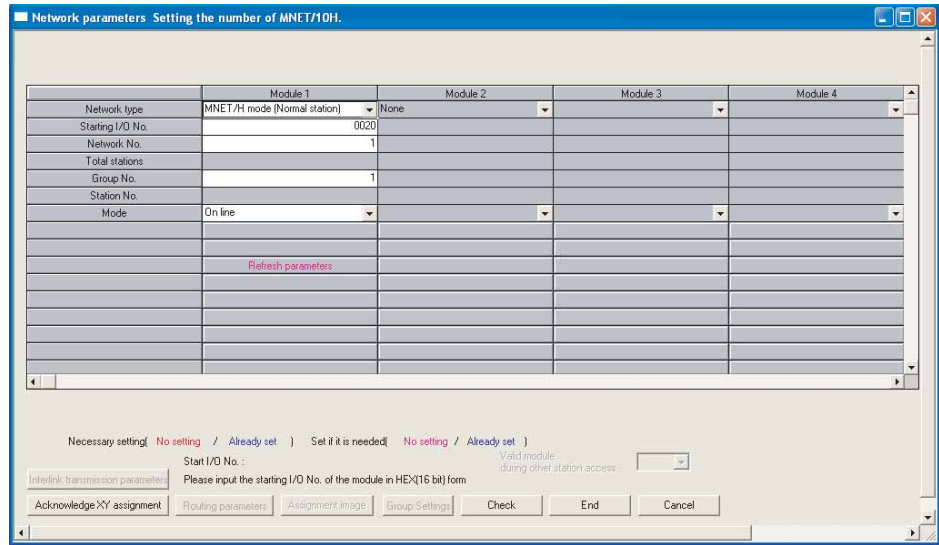 Network parameters Setting the number of MNET/10H.
Module 1 Module 2 Module 3 Module 4
Network type MNET/H mode (Normal station) None
Starting I/O No. 0020
Network No. 1
Total stations
Group No. 1
Station No.
Mode On line
Refresh parameters
Necessary setting( No setting / Already set ) Set if it is needed( No setting / Already set )
Start I/O No. :
Valid module
during other station access
Interlink transmission parameters
Please input the starting I/O No. of the module in HEX(16 bit) form
Acknowledge XY assignment Routing parameters Assignment image Group Settings Check End Cancel